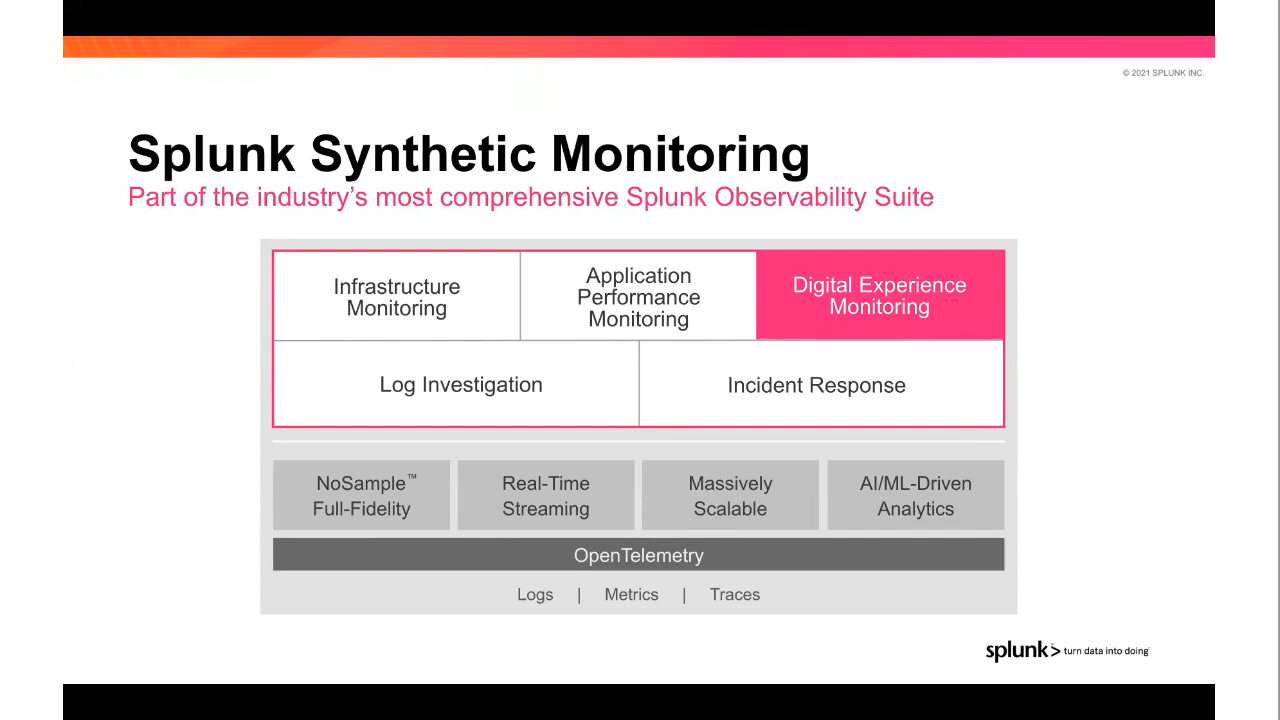 © 2021 SPLUNK INC.
Splunk Synthetic Monitoring
Part of the industry’s most comprehensive Splunk Observability Suite
Infrastructure
Monitoring
Application
Performance
Monitoring
Digital Experience
Monitoring
Log Investigation
Incident Response
NoSample™
Full-Fidelity
Real-Time
Streaming
Massively
Scalable
AI/ML-Driven
Analytics
OpenTelemetry
Logs | Metrics | Traces
splunk> turn data into doing™